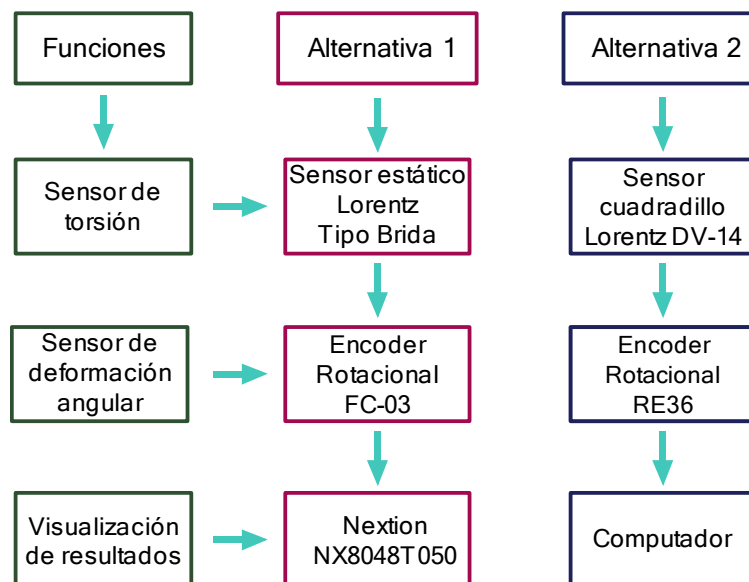 Funciones
Alternativa 1
Alternativa 2
Sensor de
torsión
Sensor estático
Lorentz
Tipo Brida
Sensor
cuadradillo
Lorentz DV-14
Sensor de
deformación
angular
Encoder
Rotacional
FC-03
Encoder
Rotacional
RE36
Visualización
de resultados
Nextion
NX8048T050
Computador